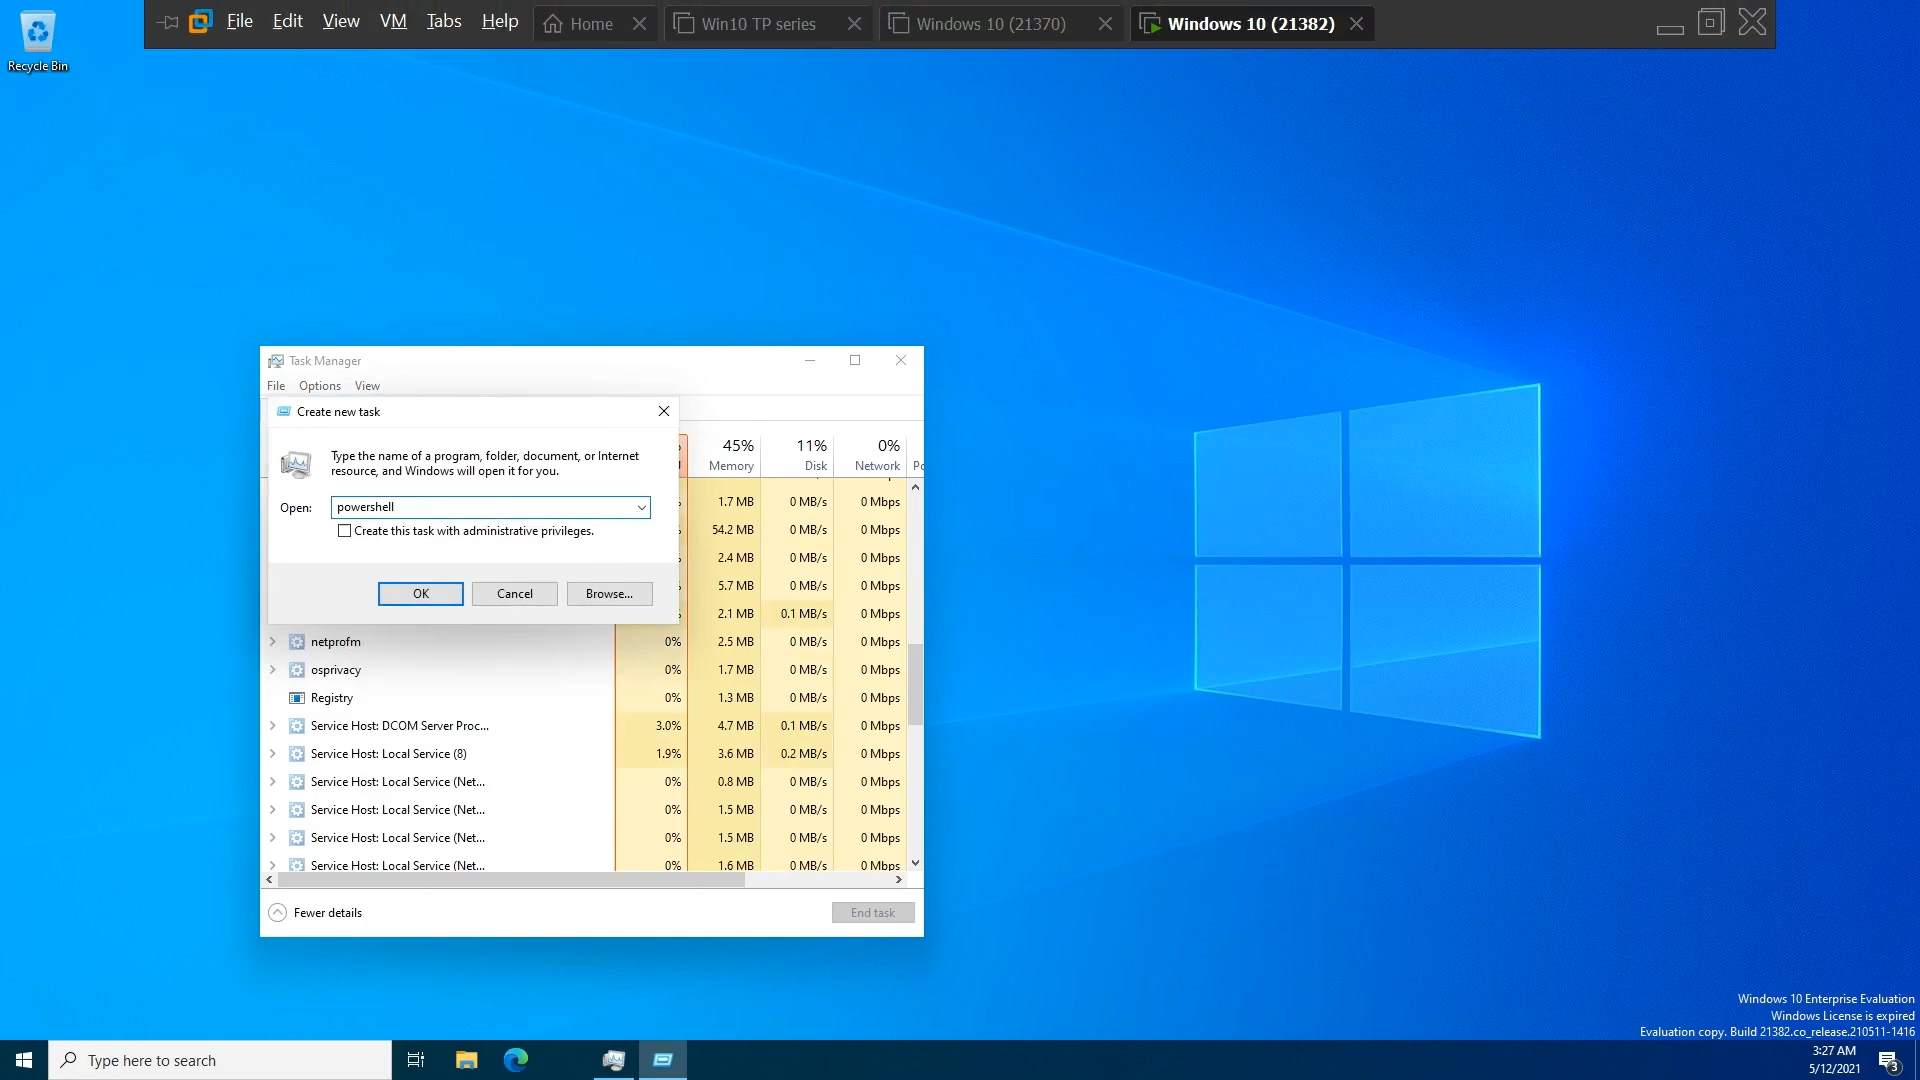 File Edit View VM Tabs Help Home Win10 TP series Windows 10 (21370) Windows 10 (21382)
Recycle Bin
Task Manager
File Options View
Create new task
Type the name of a program, folder, document, or Internet
resource, and Windows will open it for you.
Open: powershell
Create this task with administrative privileges.
OK Cancel Browse...
45% 11% 0%
Memory Disk Network
1.7 MB 0 MB/s 0 Mbps
54.2 MB 0 MB/s 0 Mbps
2.4 MB 0 MB/s 0 Mbps
5.7 MB 0 MB/s 0 Mbps
2.1 MB 0.1 MB/s 0 Mbps
netprofm 0% 2.5 MB 0 MB/s 0 Mbps
osprivacy 0% 1.7 MB 0 MB/s 0 Mbps
Registry 0% 1.3 MB 0 MB/s 0 Mbps
Service Host: DCOM Server Proc... 3.0% 4.7 MB 0.1 MB/s 0 Mbps
Service Host: Local Service (8) 1.9% 3.6 MB 0.2 MB/s 0 Mbps
Service Host: Local Service (Net... 0% 0.8 MB 0 MB/s 0 Mbps
Service Host: Local Service (Net... 0% 1.5 MB 0 MB/s 0 Mbps
Service Host: Local Service (Net... 0% 1.5 MB 0 MB/s 0 Mbps
Service Host: Local Service (Net... 0% 1.6 MB 0 MB/s 0 Mbps
Fewer details End task
Windows 10 Enterprise Evaluation
Windows License is expired
Evaluation copy. Build 21382.co_release.210511-1416
Type here to search
3:27 AM
5/12/2021
3